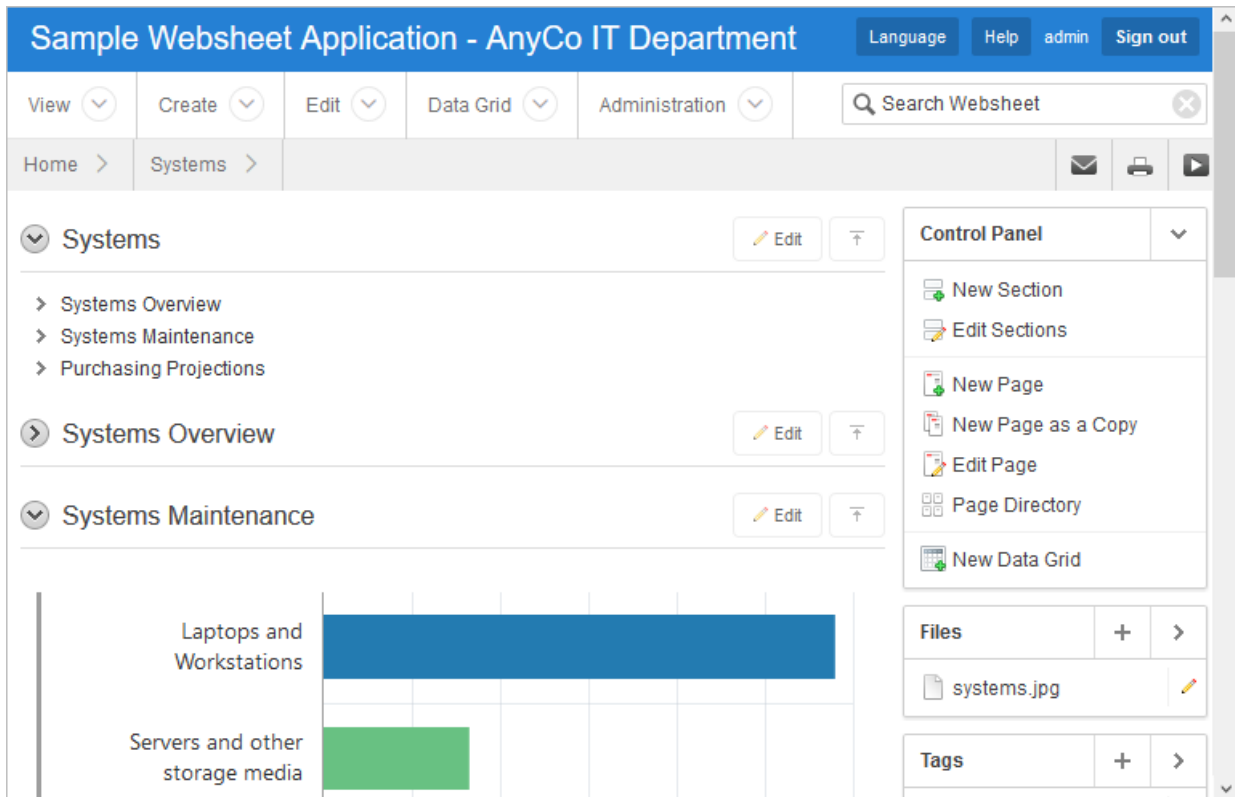 Sample Websheet Application - AnyCo IT Department
Language
Help
admin
Sign out
View
Create
Edit
Data Grid
Administration
Search Websheet
Home
Systems
Systems
Edit
Systems Overview
Systems Maintenance
Purchasing Projections
Systems Overview
Edit
Systems Maintenance
Edit
Laptops and
Workstations
Servers and other
storage media
Control Panel
New Section
Edit Sections
New Page
New Page as a Copy
Edit Page
Page Directory
New Data Grid
Files
systems.jpg
Tags